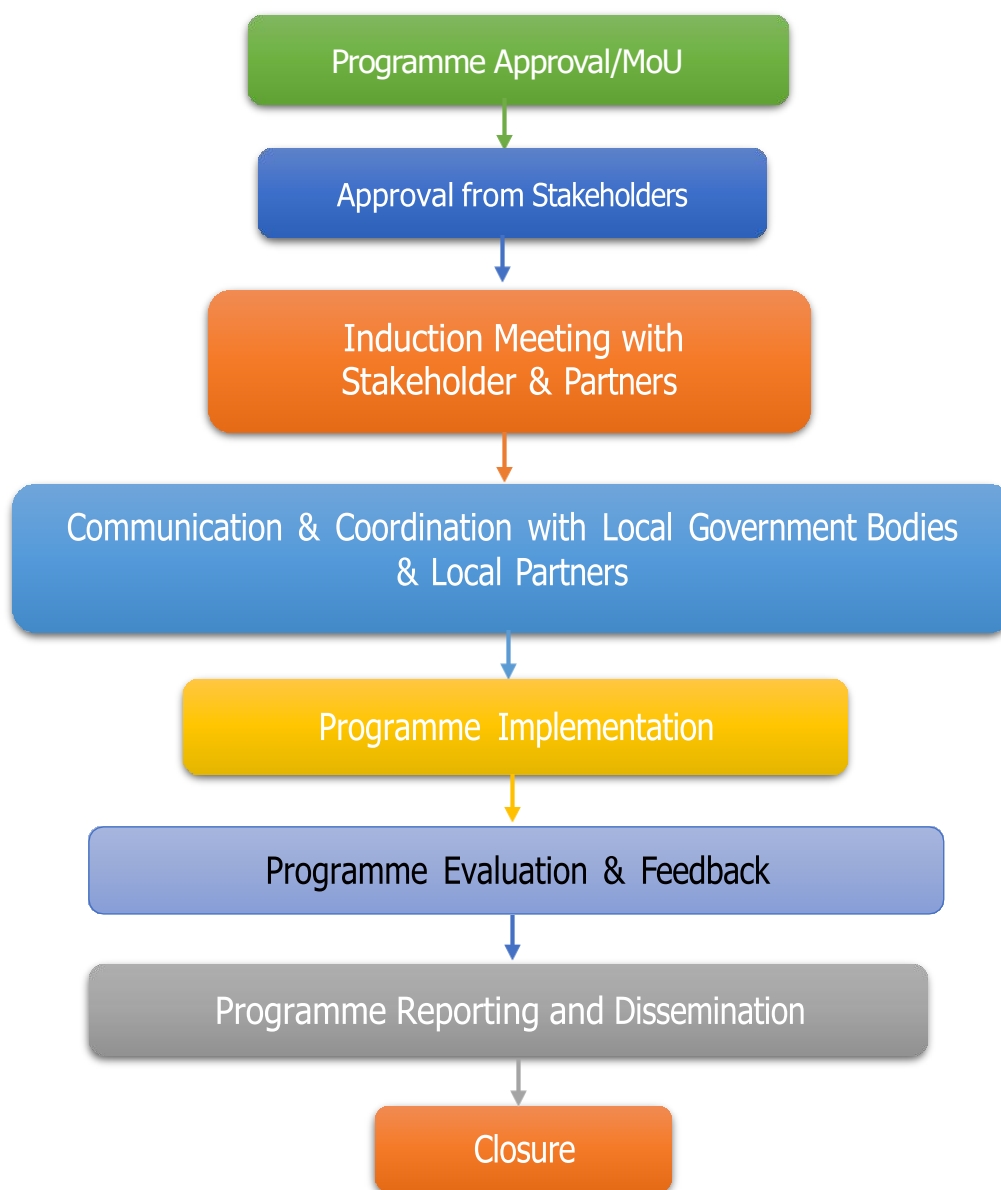 Programme Approval/MoU
Approval from Stakeholders
Induction Meeting with
Stakeholder & Partners
Communication & Coordination with Local Government Bodies
& Local Partners
Programme Implementation
Programme Evaluation & Feedback
Programme Reporting and Dissemination
Closure